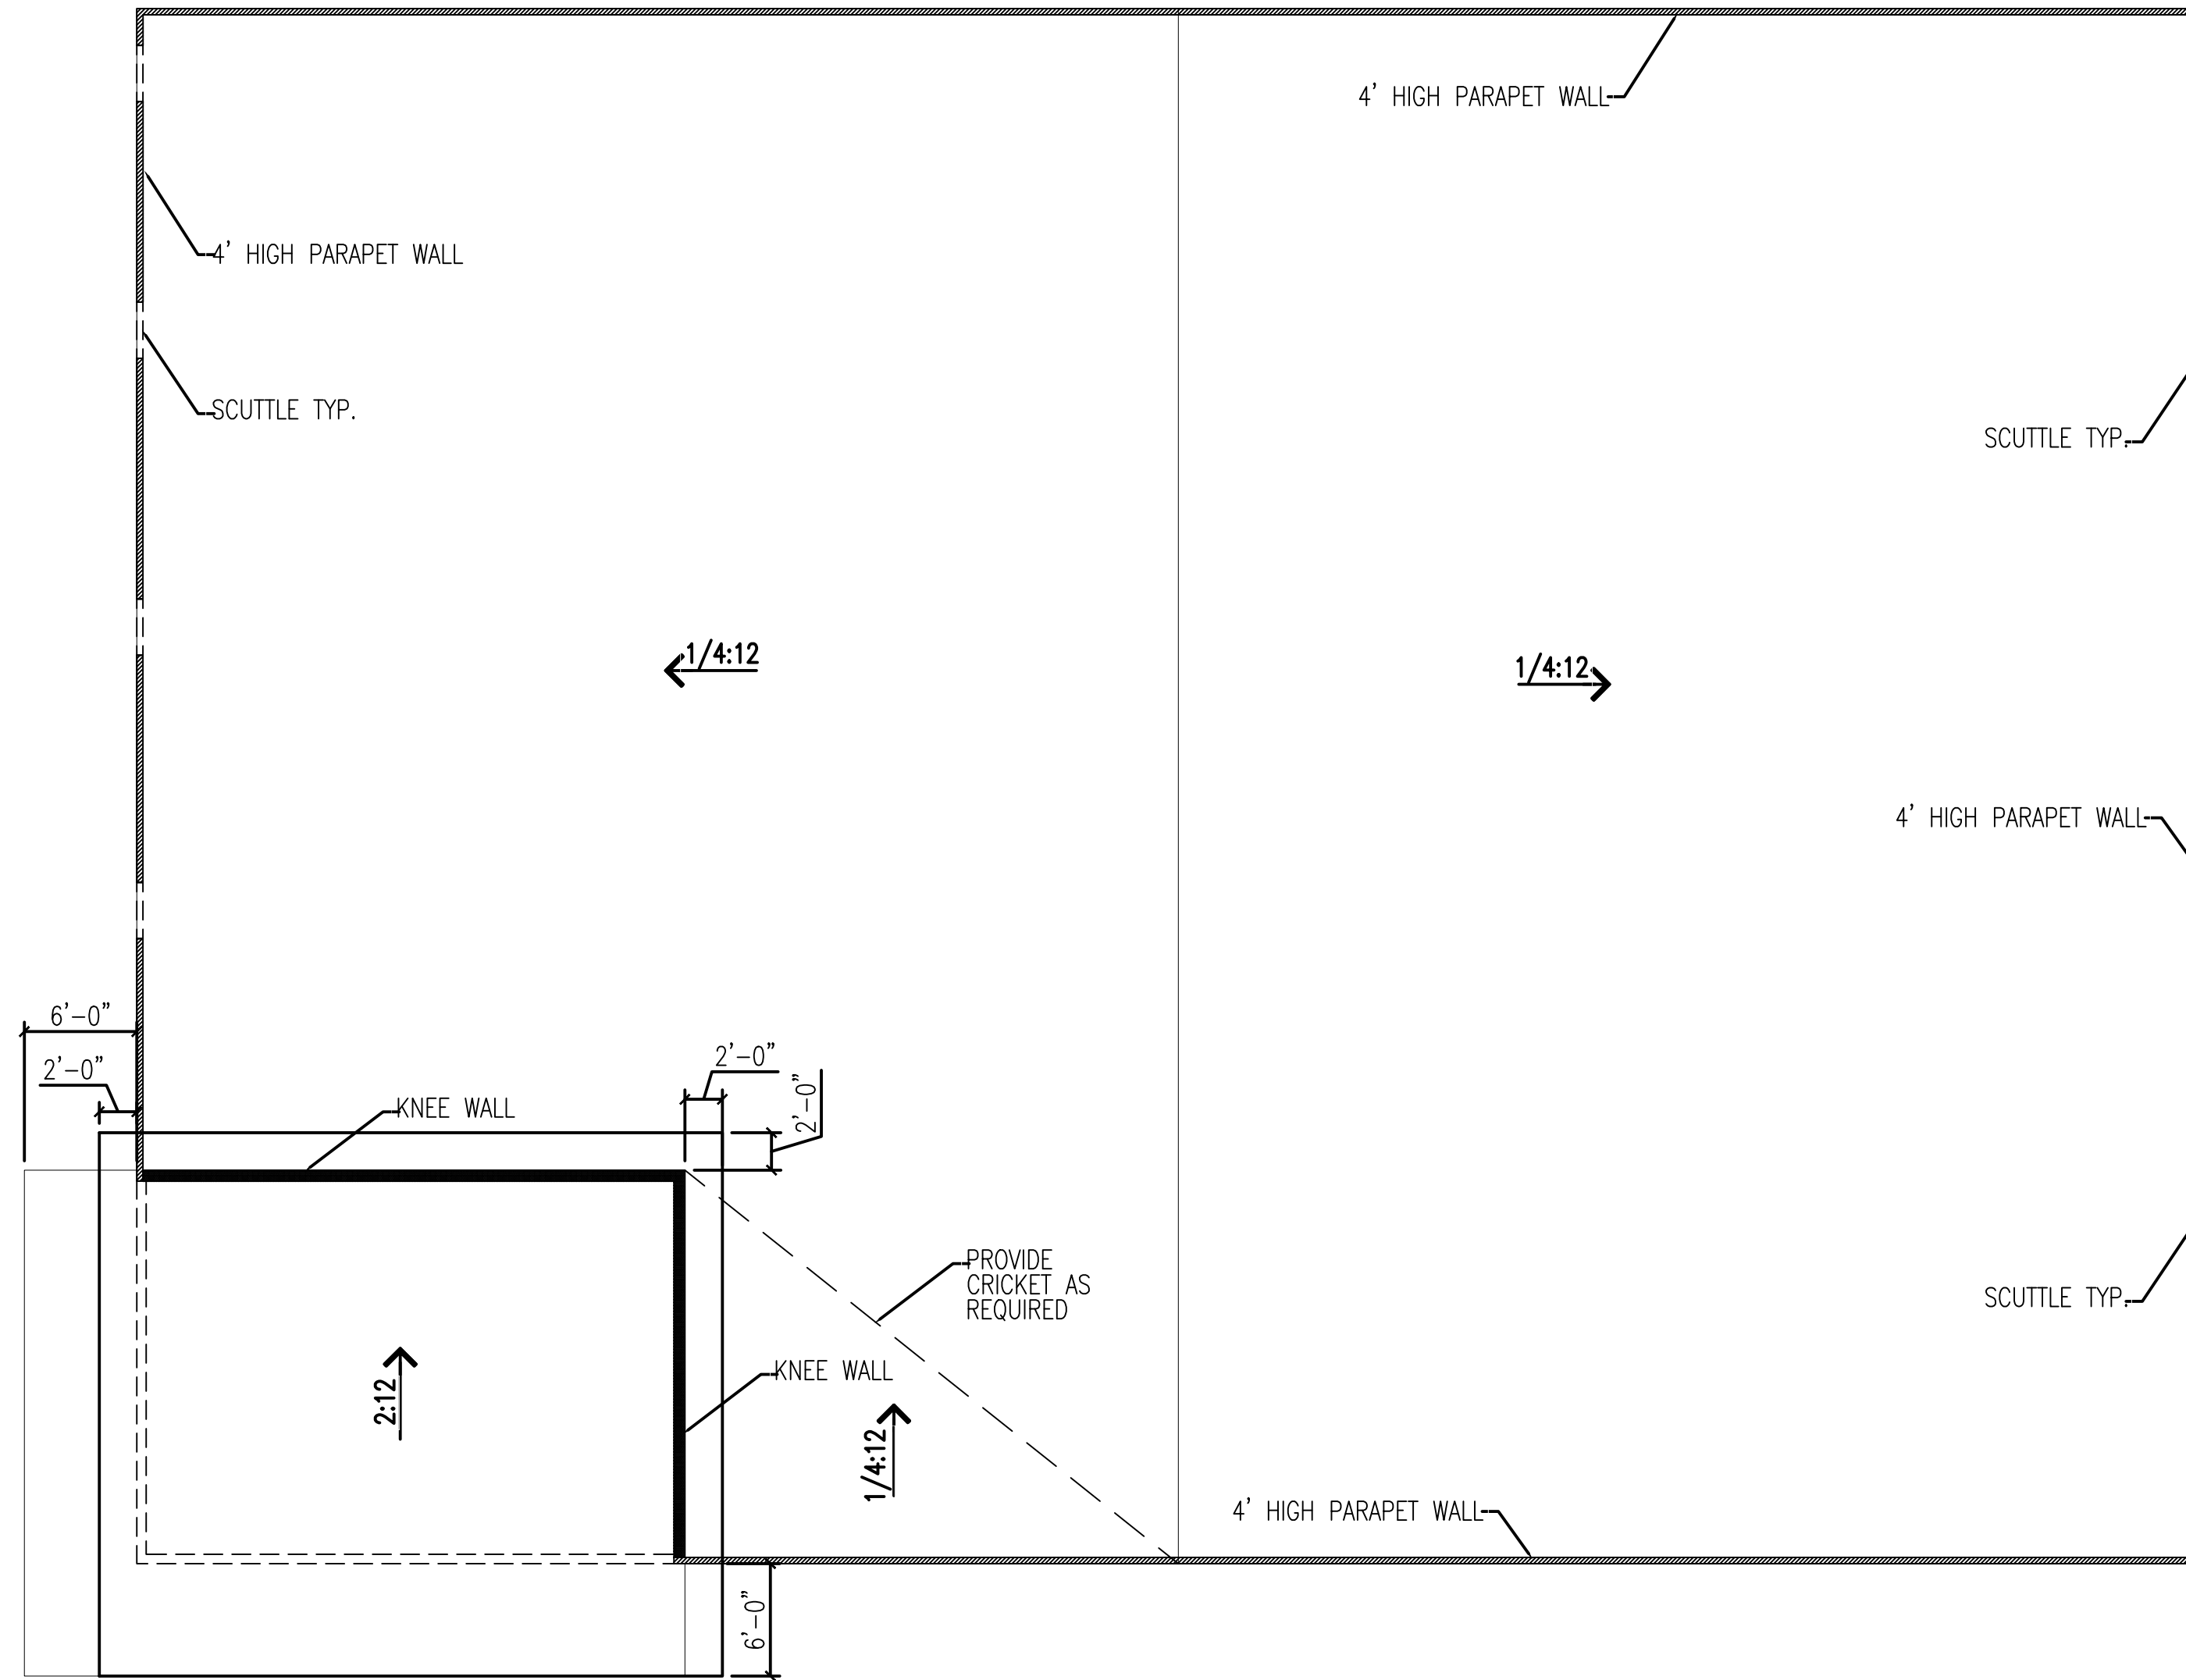 4' HIGH PARAPET WALL
4' HIGH PARAPET WALL
SCUTTLE TYP.
SCUTTLE TYP.
1/4:12
1/4:12
4' HIGH PARAPET WALL
6'-0"
2'-0"
2'-0"
2'-0"
KNEE WALL
PROVIDE
CRICKET AS
REQUIRED
SCUTTLE TYP.
KNEE WALL
2:12
1/4:12
4' HIGH PARAPET WALL
6'-0"